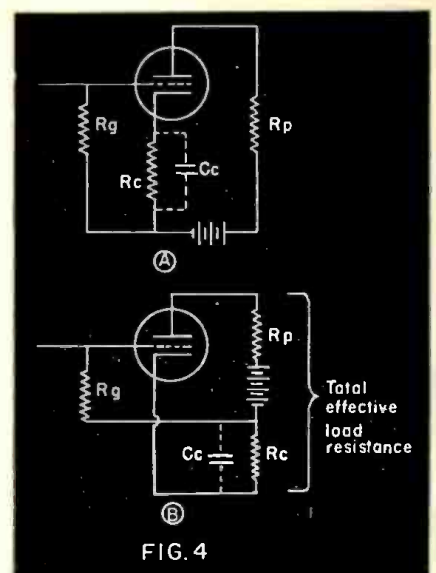 Rg
Rp
Rc
Cc
A
Rp
Rg
Total
effective
load
resistance
Cc
Rc
B
FIG. 4